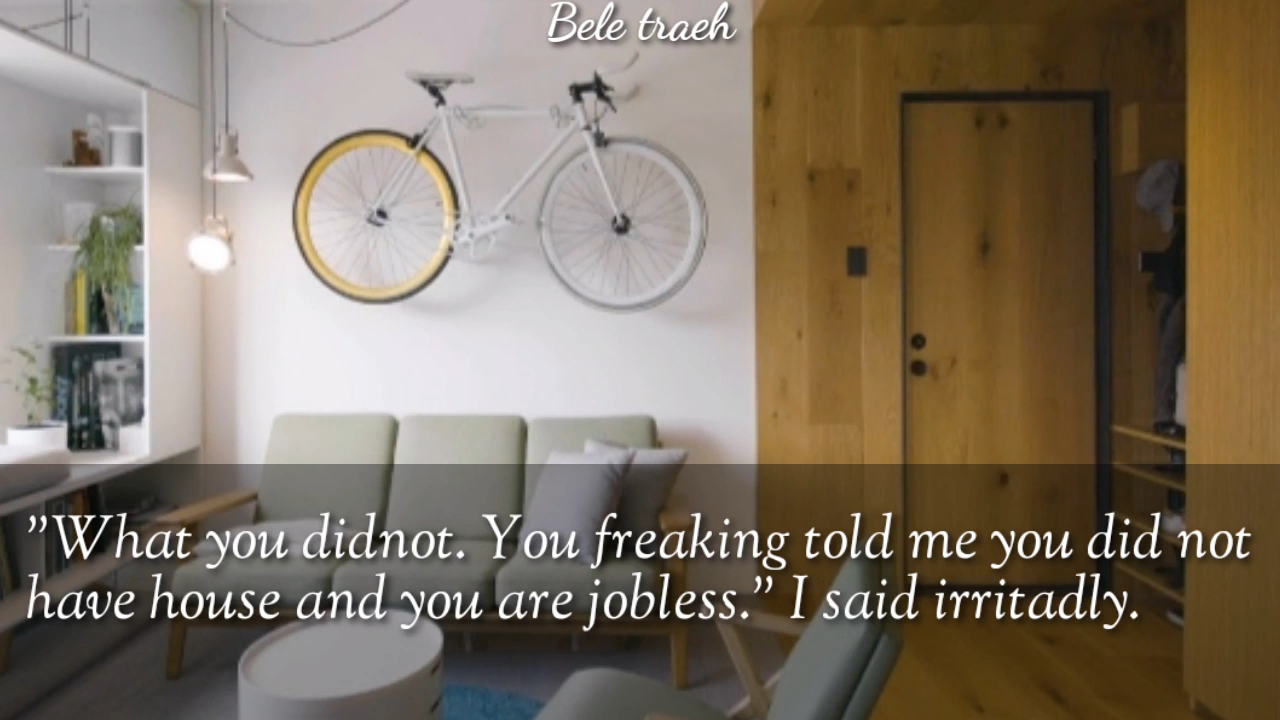 Bele traeh
”What you didnot. You freaking told me you did not
have house and you are jobless.” I said irritadly.